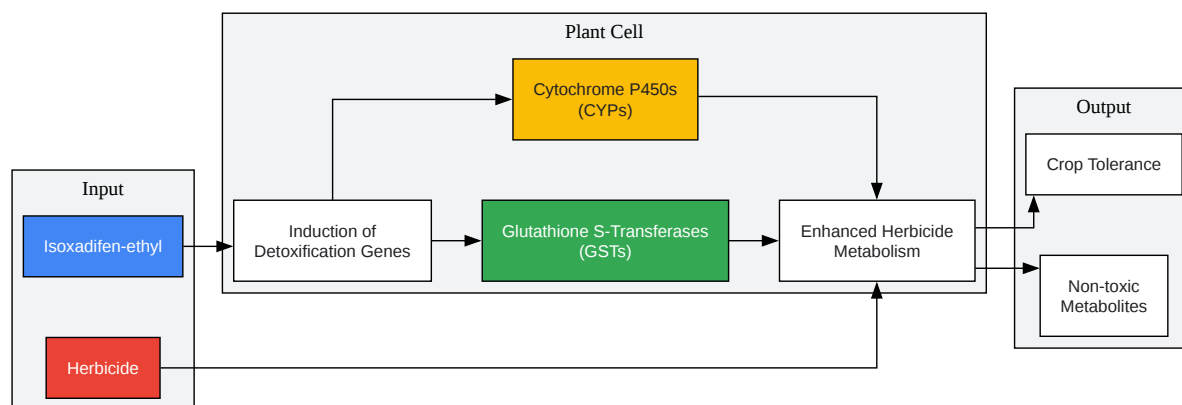 Plant Cell
Cytochrome P450s
(CYPs)
Output
Crop Tolerance
Input
Isoxadifen-ethyl
Induction of
Detoxification Genes
Glutathione S-Transferases
(GSTs)
Enhanced Herbicide
Metabolism
Non-toxic
Metabolites
Herbicide